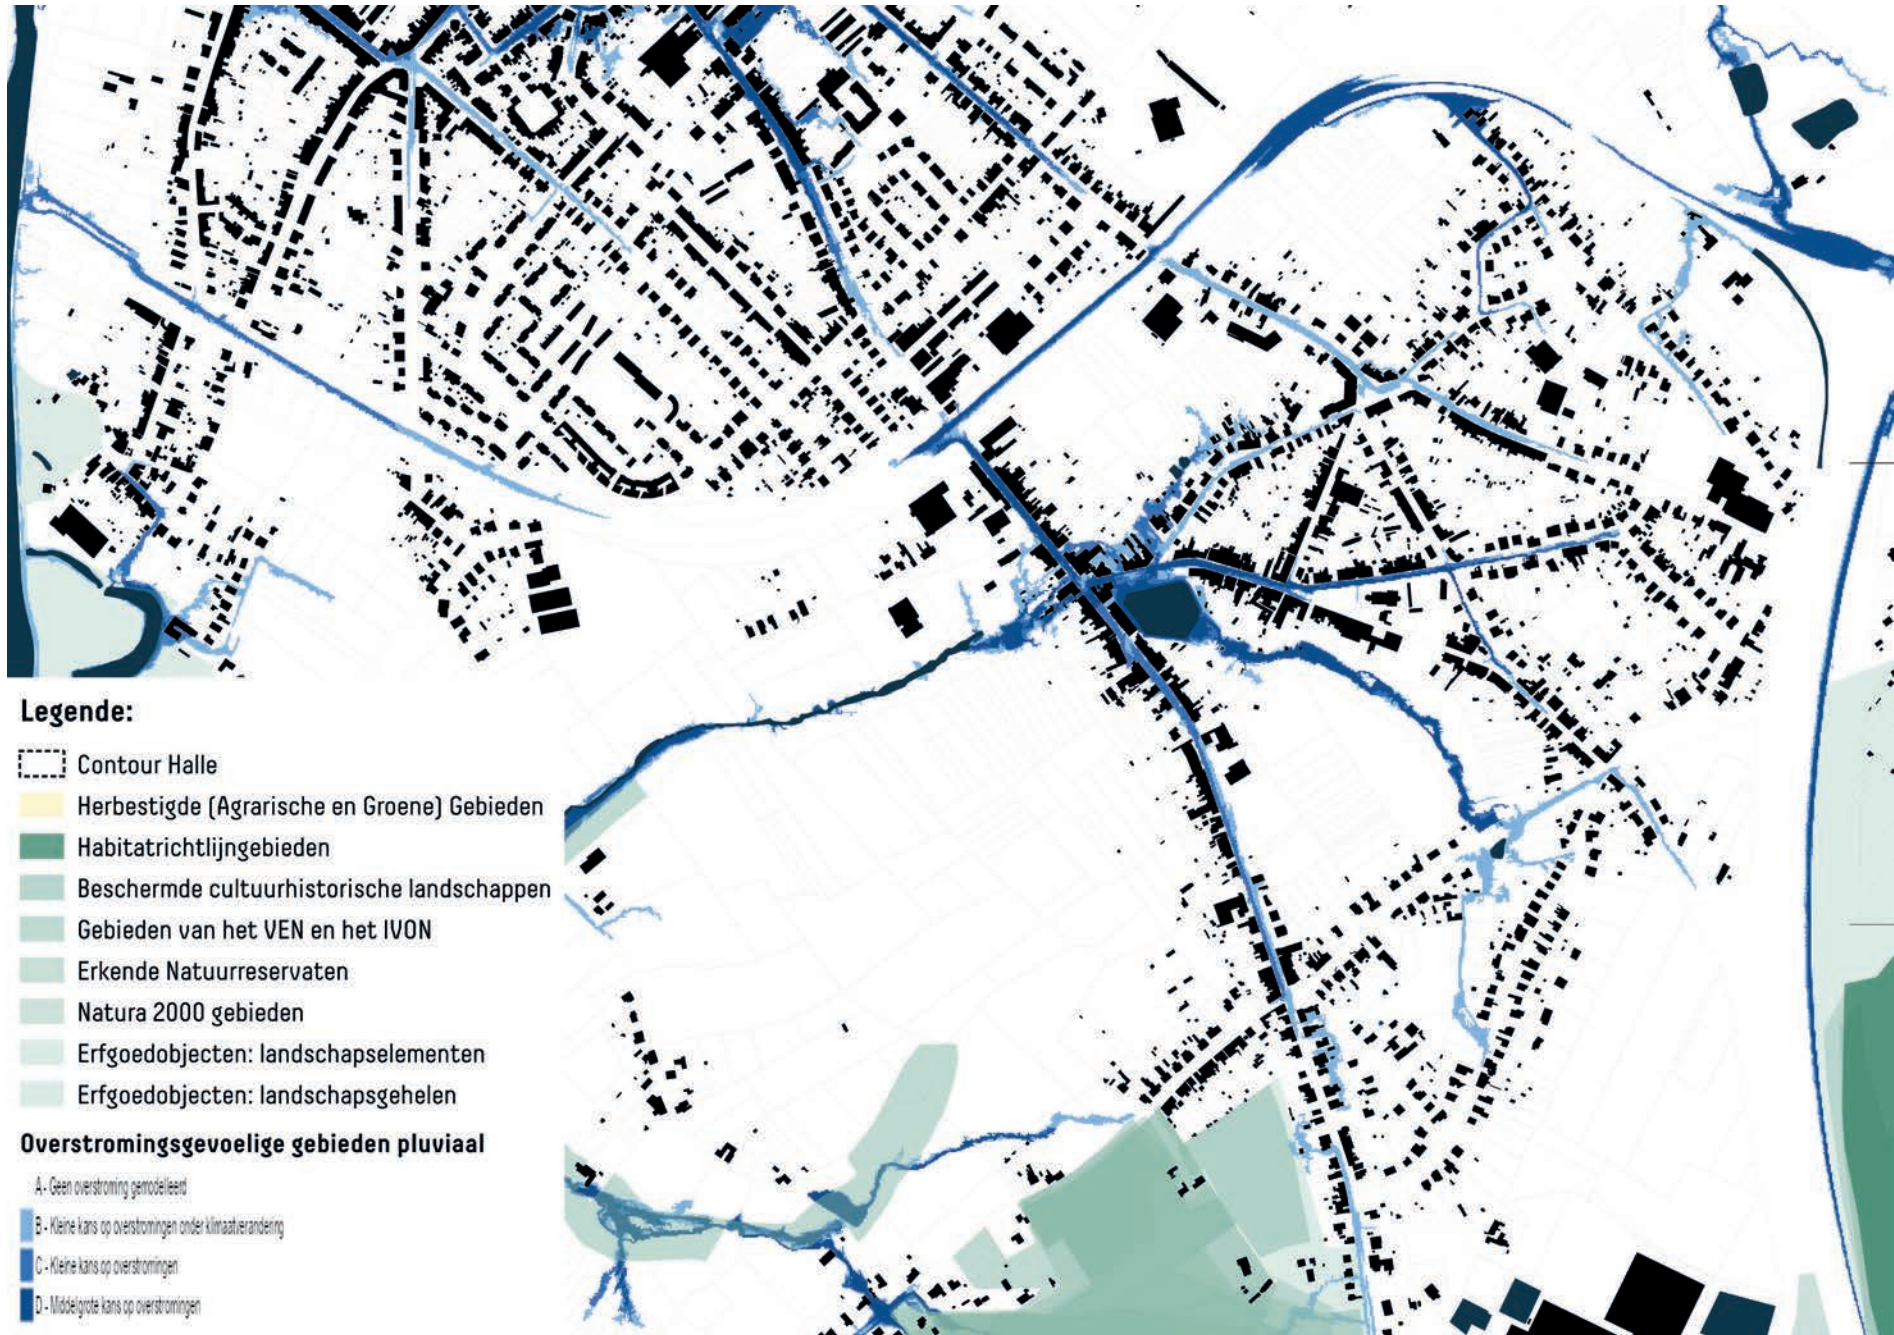 Legende:
Contour Halle
Herbestigde (Agrarische en Groene) Gebieden
Habitatrichtlijngebieden
Beschermde cultuurhistorische landschappen
Gebieden van het VEN en het IVON
Erkende Natuurreservaten
Natura 2000 gebieden
Erfgoedobjecten: landschapselementen
Erfgoedobjecten: landschapsgehelen
Overstromingsgevoelige gebieden pluviaal
A - Geen overstroming gemodelleerd
B - Kleine kans op overstromingen onder klimaatverandering
C - Kleine kans op overstromingen
D - Middelgrote kans op overstromingen